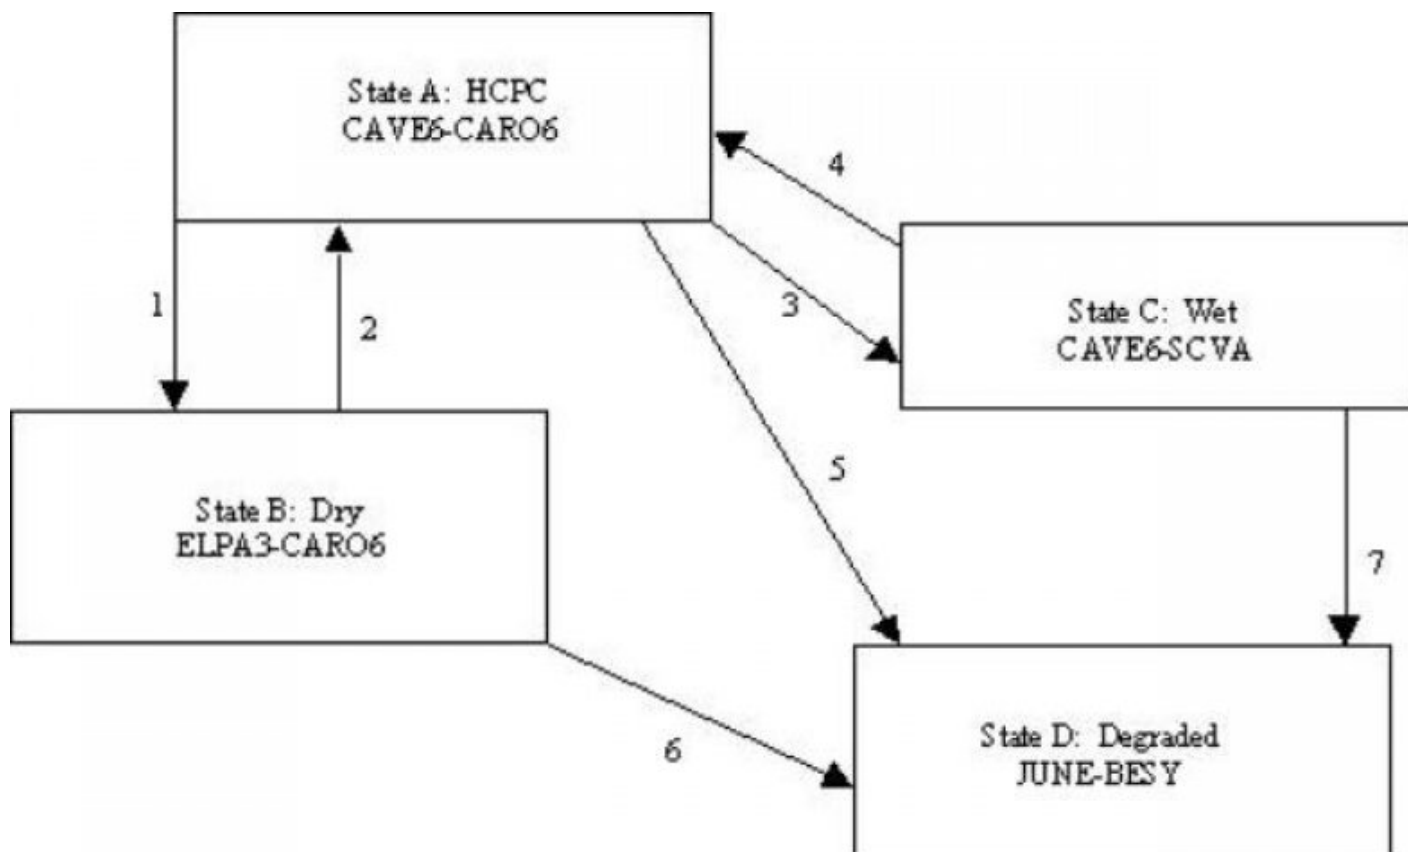 State A: HCPC
CAVE6-CARO6
4
3
1
2
State C: Wet
CAVE6-SCVA
5
State B: Dry
ELPA3-CARO6
7
6
State D: Degraded
JUNE-BESY